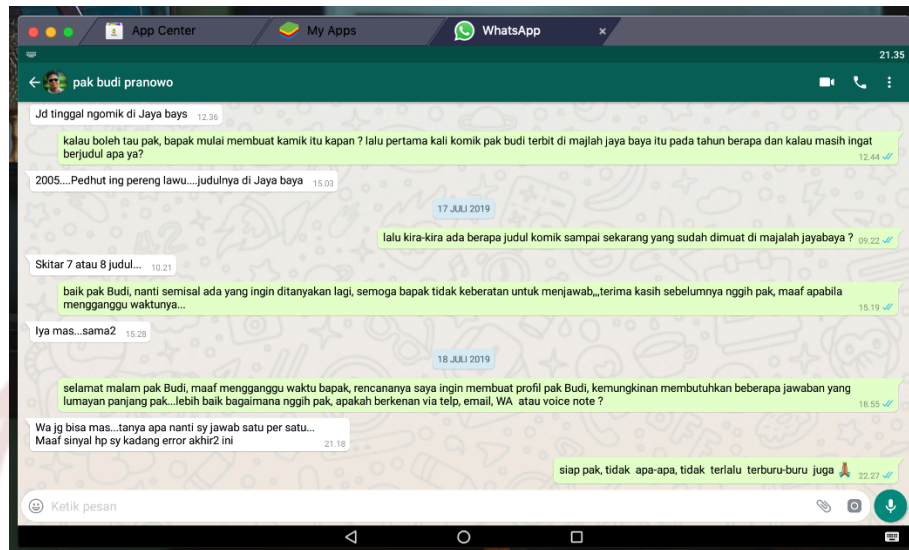 App Center
My Apps
WhatsApp
21.35
pak budi pranowo
Jd tinggal ngomik di Jaya bays 12.36
kalau boleh tau pak, bapak mulai membuat kamik itu kapan ? lalu pertama kali komik pak budi terbit di majlah jaya baya itu pada tahun berapa dan kalau masih ingat
berjudul apa ya? 12.44
2005....Pedhut ing pereng lawu....judulnya di Jaya baya 15.03
17 JULI 2019
lalu kira-kira ada berapa judul komik sampai sekarang yang sudah dimuat di majalah jayabaya ? 09.22
Skitar 7 atau 8 judul... 10.21
baik pak Budi, nanti semisal ada yang ingin ditanyakan lagi, semoga bapak tidak keberatan untuk menjawab,,,terima kasih sebelumnya nggih pak, maaf apabila
mengganggu waktunya... 15.19
Iya mas...sama2 15.28
18 JULI 2019
selamat malam pak Budi, maaf mengganggu waktu bapak, rencananya saya ingin membuat profil pak Budi, kemungkinan membutuhkan beberapa jawaban yang
lumayan panjang pak...lebih baik bagaimana nggih pak, apakah berkenan via telp, email, WA atau voice note ? 18.55
Wa jg bisa mas...tanya apa nanti sy jawab satu per satu...
Maaf sinyal hp sy kadang error akhir2 ini 21.18
siap pak, tidak apa-apa, tidak terlalu terburu-buru juga 🙏 22.27
Ketik pesan